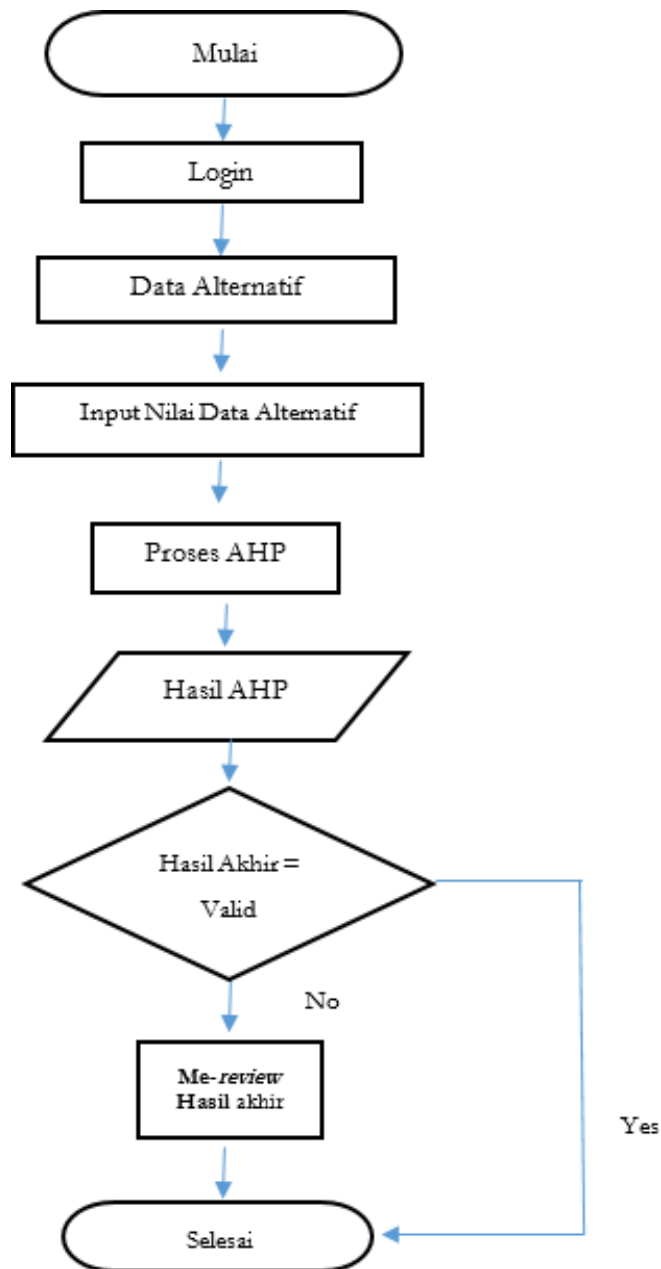 Mulai
Login
Data Alternatif
Input Nilai Data Alternatif
Proses AHP
Hasil AHP
Hasil Akhir =
Valid
No
Me-review
Hasil akhir
Yes
Selesai